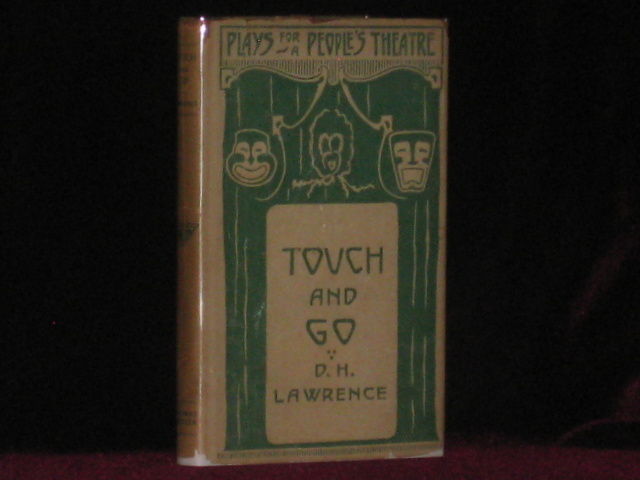 PLAYS FOR A PEOPLE'S THEATRE
TOUCH
AND
GO
D. H.
LAWRENCE